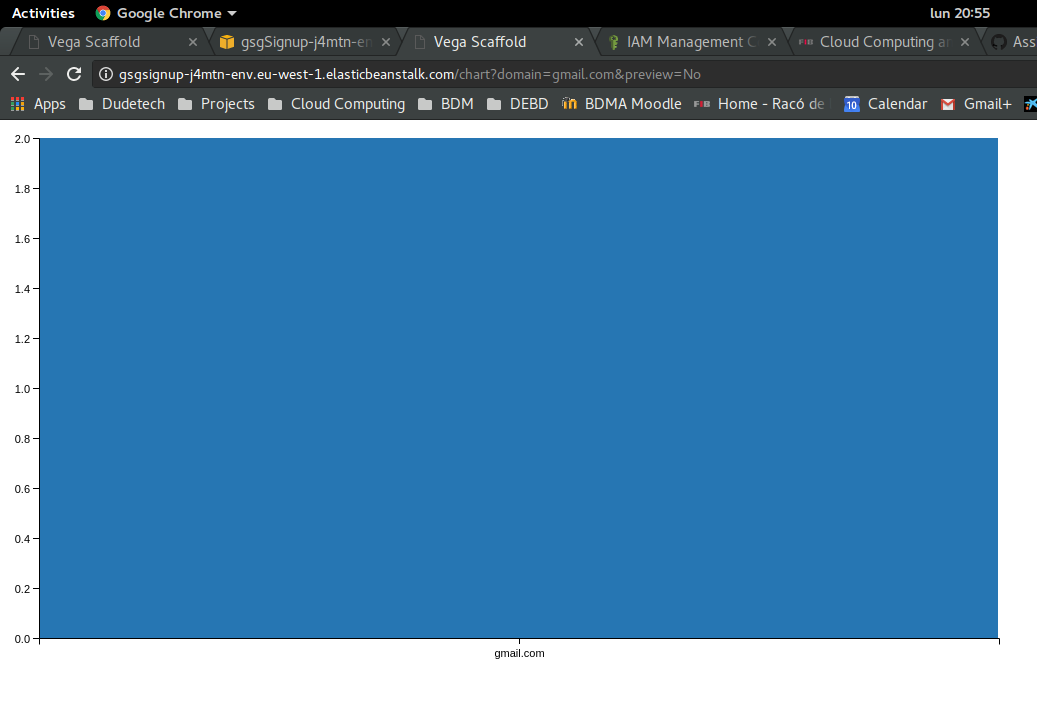 Activities Google Chrome lun 20:55
Vega Scaffold gsgSignup-j4mtn-en Vega Scaffold IAM Management C Cloud Computing an Ass
gsgsignup-j4mtn-env.eu-west-1.elasticbeanstalk.com/chart?domain=gmail.com&preview=No
Apps Dudetech Projects Cloud Computing BDM DEBD BDMA Moodle FIB Home - Racó de 10 Calendar Gmail+
2.0
1.8
1.6
1.4
1.2
1.0
0.8
0.6
0.4
0.2
0.0
gmail.com